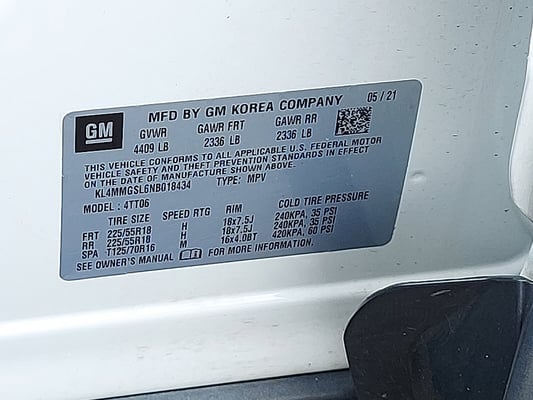 GM
MFD BY GM KOREA COMPANY 05/21
GVWR GAWR FRT GAWR RR
4409 LB 2336 LB 2336 LB
THIS VEHICLE CONFORMS TO ALL APPLICABLE U.S. FEDERAL MOTOR
VEHICLE SAFETY AND THEFT PREVENTION STANDARDS IN EFFECT
ON THE DATE OF MANUFACTURE SHOWN ABOVE.
KL4MMGSL6NB018434 TYPE: MPV
MODEL: 4TT06
TIRE SIZE SPEED RTG RIM COLD TIRE PRESSURE
FRT 225/55R18 H 18x7.5J 240KPA, 35 PSI
RR 225/55R18 H 18x7.5J 240KPA, 35 PSI
SPA T125/70R16 M 16x4.0BT 420KPA, 60 PSI
SEE OWNER'S MANUAL FOR MORE INFORMATION